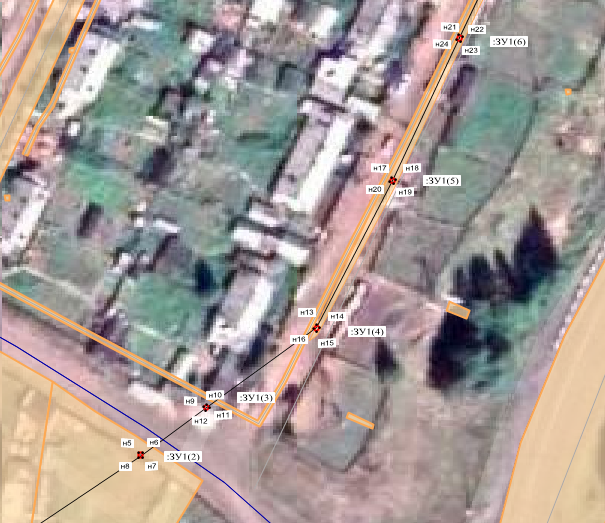 н21 н22
н24 н23 :ЗУ1(6)
н17 н18
н20 н19 :ЗУ1(5)
н13 н14
н16 н15 :ЗУ1(4)
н9 н10 :ЗУ1(3)
н12 н11
н5 н6
н8 н7 :ЗУ1(2)